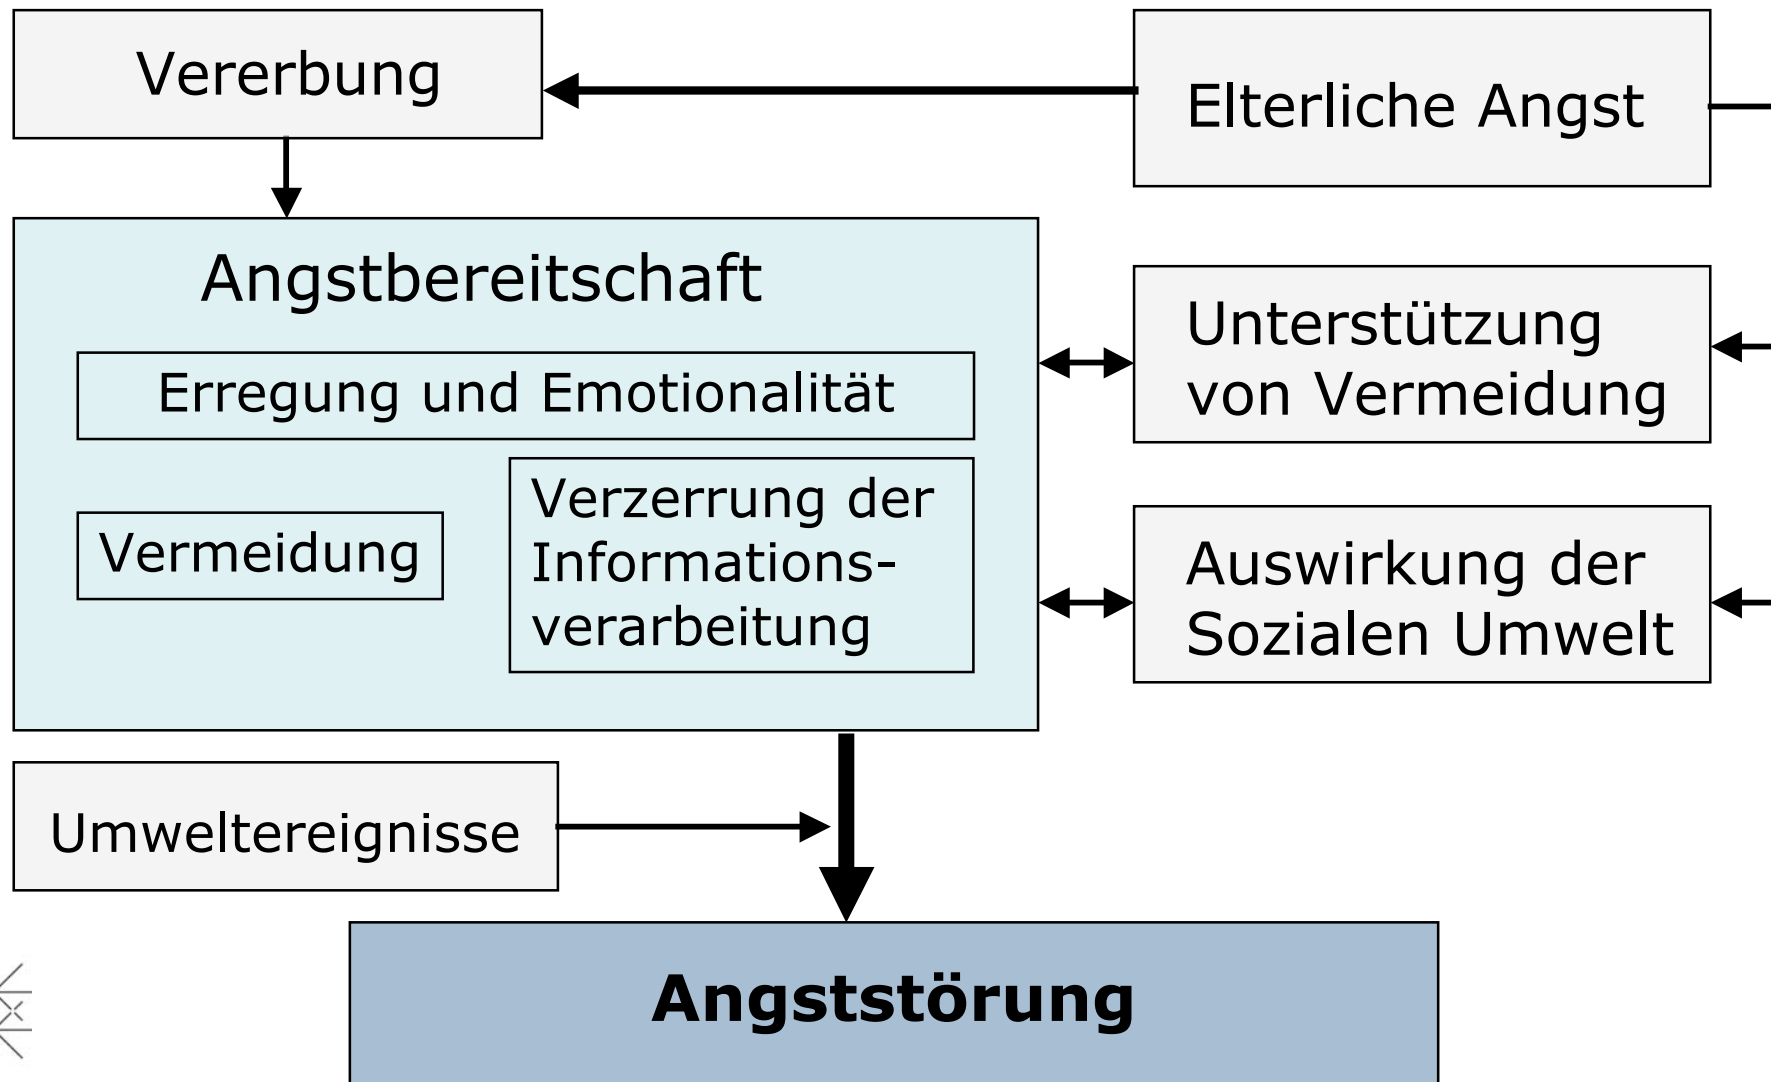 Vererbung
Elterliche Angst
Angstbereitschaft
Erregung und Emotionalität
Vermeidung
Verzerrung der
Informations-
verarbeitung
Unterstützung
von Vermeidung
Auswirkung der
Sozialen Umwelt
Umweltereignisse
Angststörung